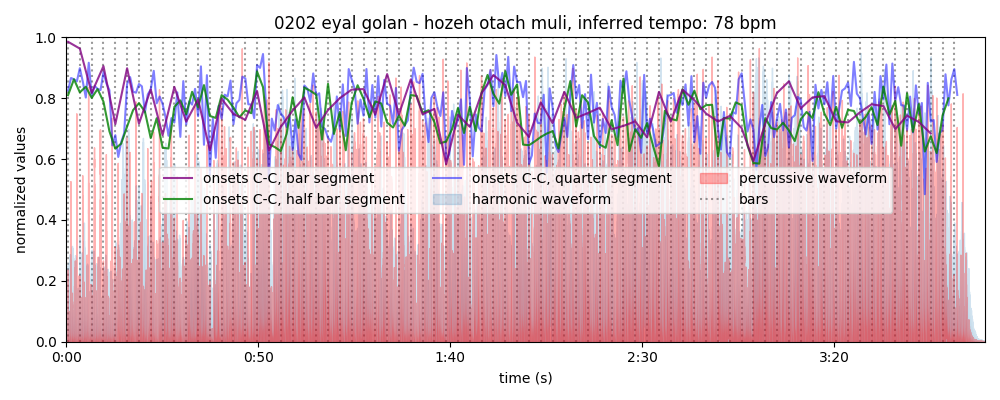 0202 eyal golan - hozeh otach muli, inferred tempo: 78 bpm
1.0
0.8
0.6
0.4
0.2
0.0
normalized values
onsets C-C, bar segment
onsets C-C, half bar segment
onsets C-C, quarter segment
harmonic waveform
percussive waveform
bars
0:00
0:50
1:40
2:30
3:20
time (s)